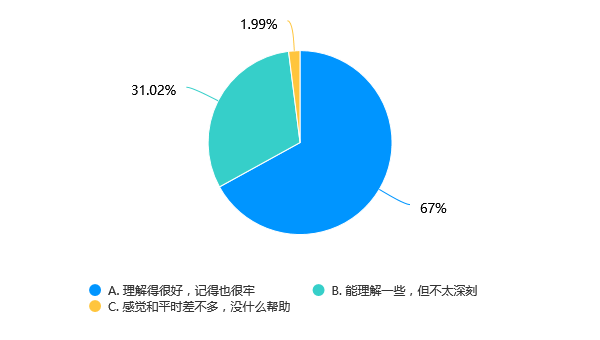 1.99%
31.02%
67%
A. 理解得很好，记得也很牢
B. 能理解一些，但不太深刻
C. 感觉和平时差不多，没什么帮助